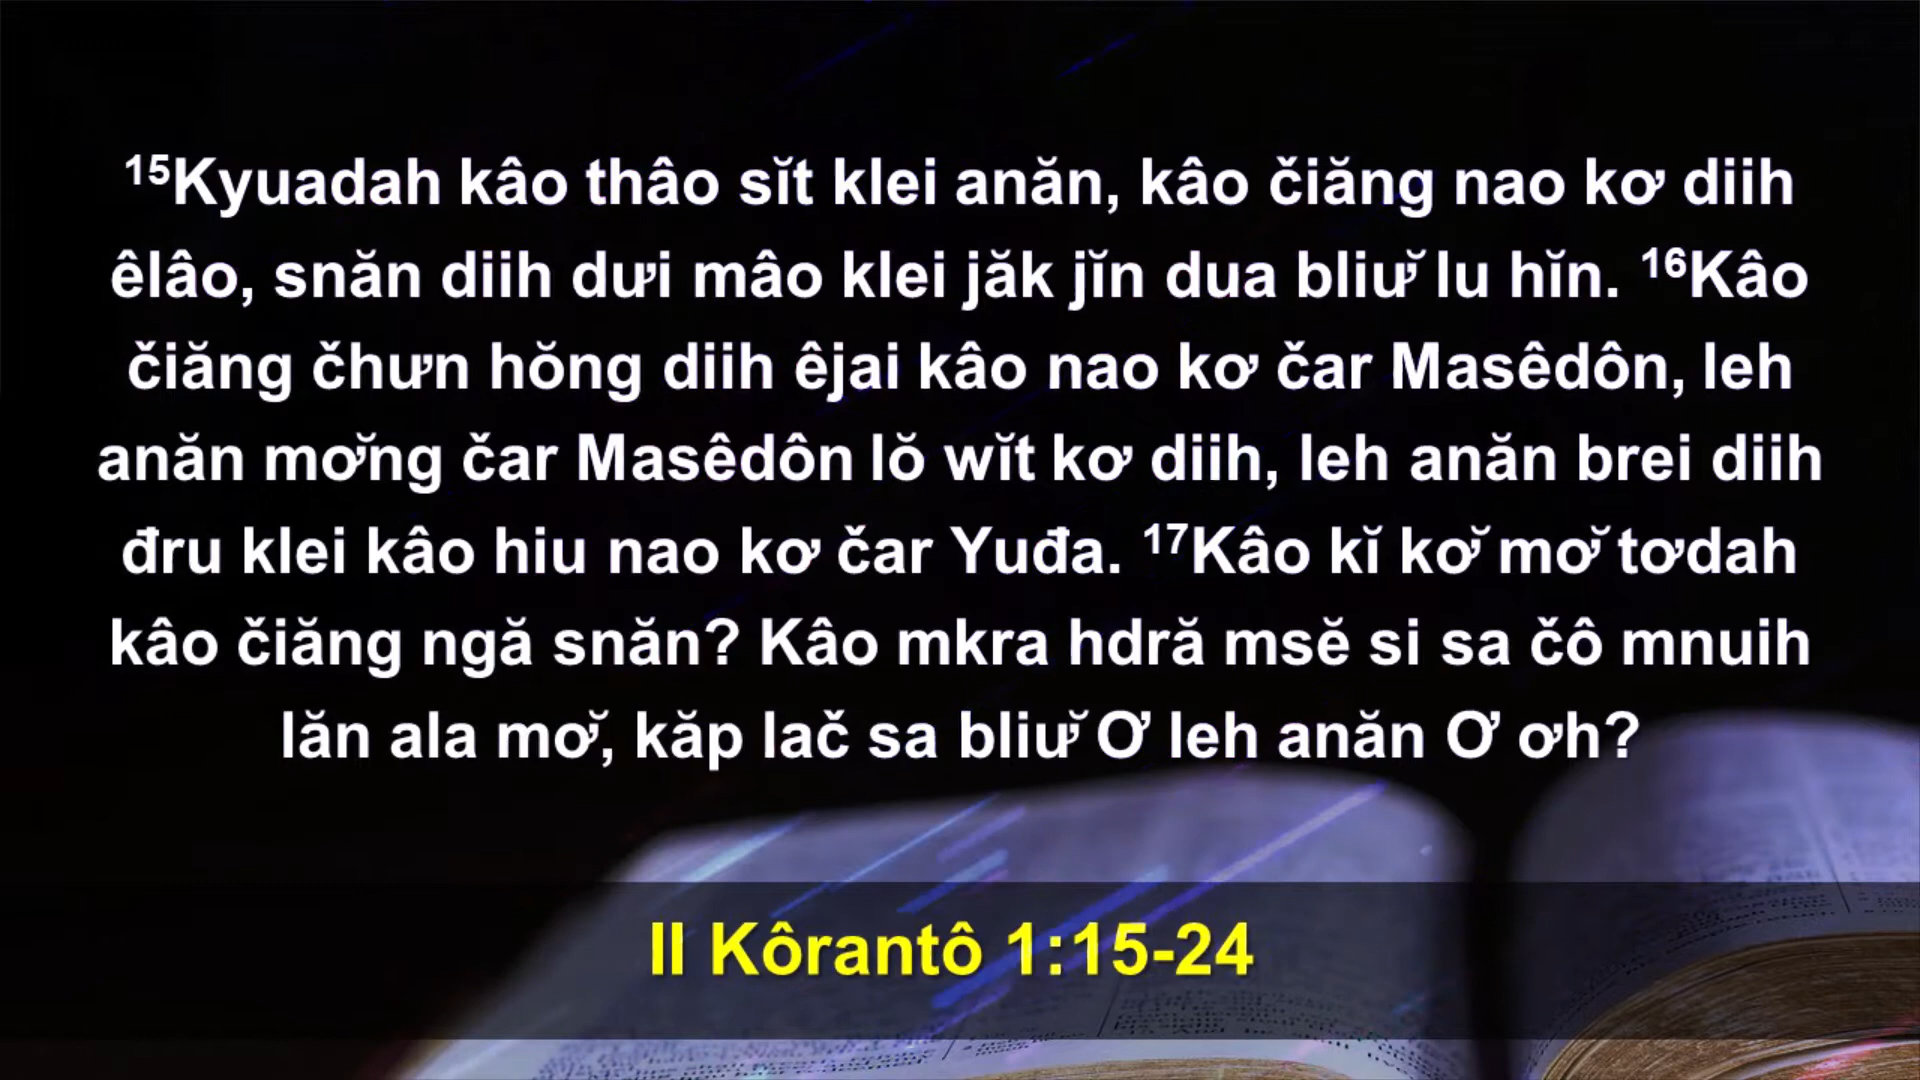 ¹⁵Kyuadah kâo thâo sĭt klei anăn, kâo čiăng nao kơ diih
êlâo, snăn diih dưi mâo klei jăk jĭn dua bliư̆ lu hĭn. ¹⁶Kâo
čiăng čhưn hŏng diih êjai kâo nao kơ čar Masêdôn, leh
anăn mơ̆ng čar Masêdôn lŏ wĭt kơ diih, leh anăn brei diih
đru klei kâo hiu nao kơ čar Yuđa. ¹⁷Kâo kĭ kơ̆ mơ̆ tơdah
kâo čiăng ngă snăn? Kâo mkra hdră msĕ si sa čô mnuih
lăn ala mơ̆, kăp lač sa bliư̆ Ơ leh anăn Ơ ơh?
II Kôrantô 1:15-24